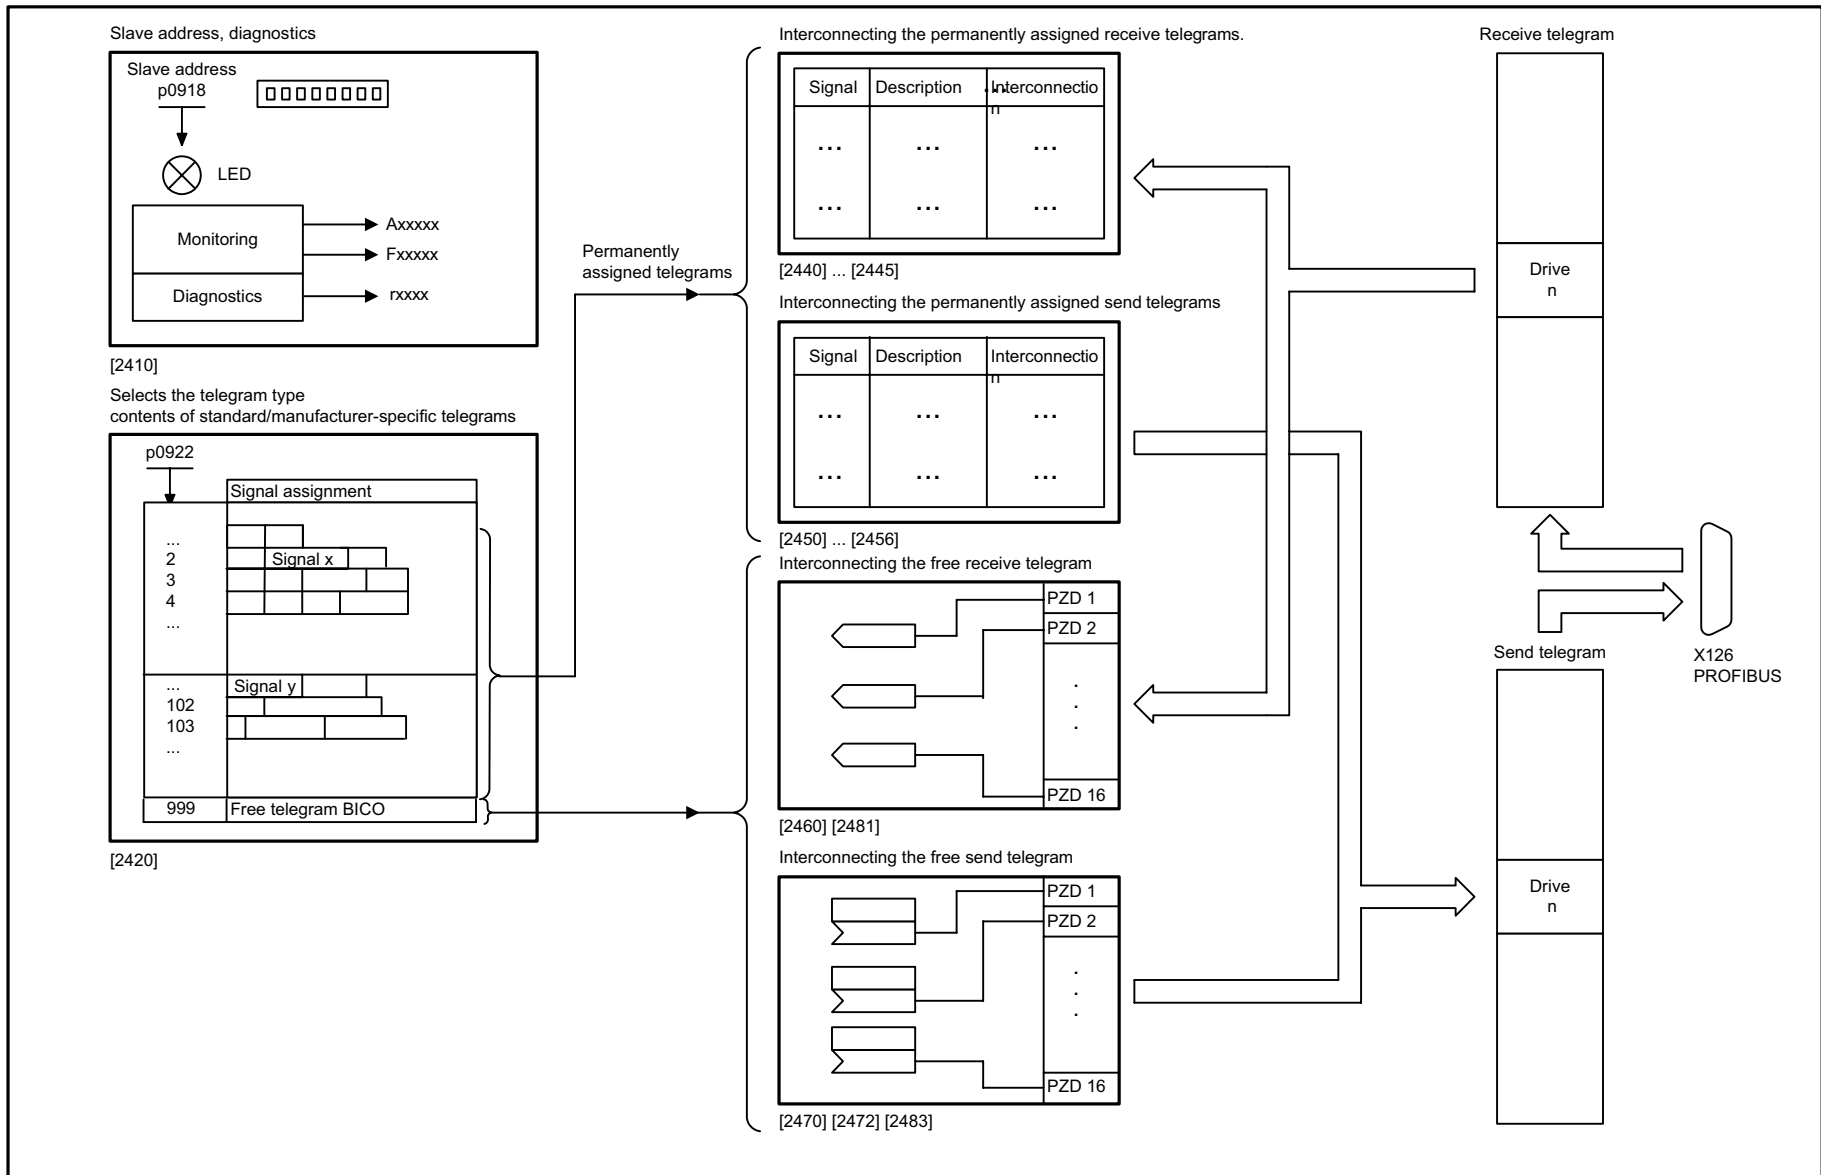 Slave address, diagnostics
Slave address
p0918
LED
Monitoring
Axxxxx
Fxxxxx
Diagnostics
rxxxx
[2410]
Selects the telegram type
contents of standard/manufacturer-specific telegrams
p0922
Signal assignment
...
2
Signal x
3
4
...
...
Signal y
102
103
...
999
Free telegram BICO
[2420]
Permanently
assigned telegrams
Interconnecting the permanently assigned receive telegrams.
Signal
Description
...
Interconnectio
n
... ... ...
... ... ...
[2440] ... [2445]
Interconnecting the permanently assigned send telegrams
Signal
Description
Interconnectio
n
... ... ...
... ... ...
[2450] ... [2456]
Interconnecting the free receive telegram
PZD 1
PZD 2
.
.
.
PZD 16
[2460] [2481]
Interconnecting the free send telegram
PZD 1
PZD 2
.
.
.
PZD 16
[2470] [2472] [2483]
Receive telegram
Drive
n
X126
PROFIBUS
Send telegram
Drive
n